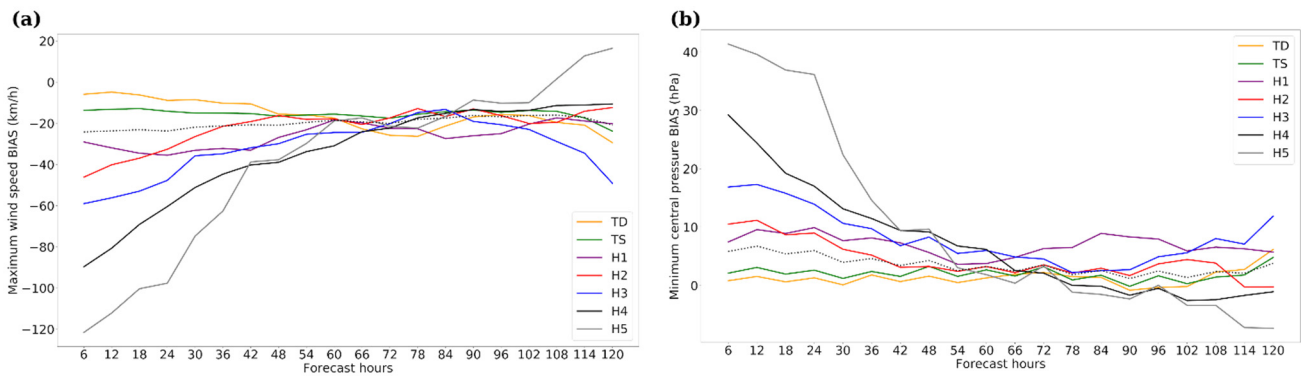 (a)
Maximum wind speed BIAS (km/h)
20
0
−20
−40
−60
−80
−100
−120
6 12 18 24 30 36 42 48 54 60 66 72 78 84 90 96 102 108 114 120
Forecast hours
TD
TS
H1
H2
H3
H4
H5
(b)
Minimum central pressure BIAS (hPa)
40
30
20
10
0
6 12 18 24 30 36 42 48 54 60 66 72 78 84 90 96 102 108 114 120
Forecast hours
TD
TS
H1
H2
H3
H4
H5